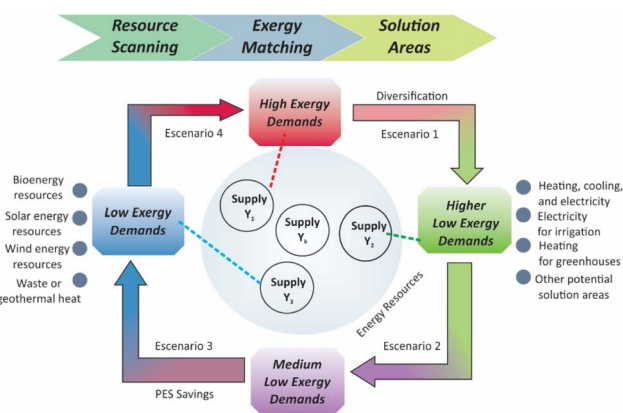 Resource
Scanning
Exergy
Matching
Solution
Areas
High Exergy
Demands
Diversification
Escenario 4
Escenario 1
Bioenergy
resources
Solar energy
resources
Wind energy
resources
Waste or
geothermal heat
Low Exergy
Demands
Supply
Y₁
Supply
Yₖ
Supply
Y₂
Supply
Y₃
Higher
Low Exergy
Demands
Heating, cooling,
and electricity
Electricity
for irrigation
Heating
for greenhouses
Other potential
solution areas
Energy Resources
Escenario 3
Escenario 2
PES Savings
Medium
Low Exergy
Demands